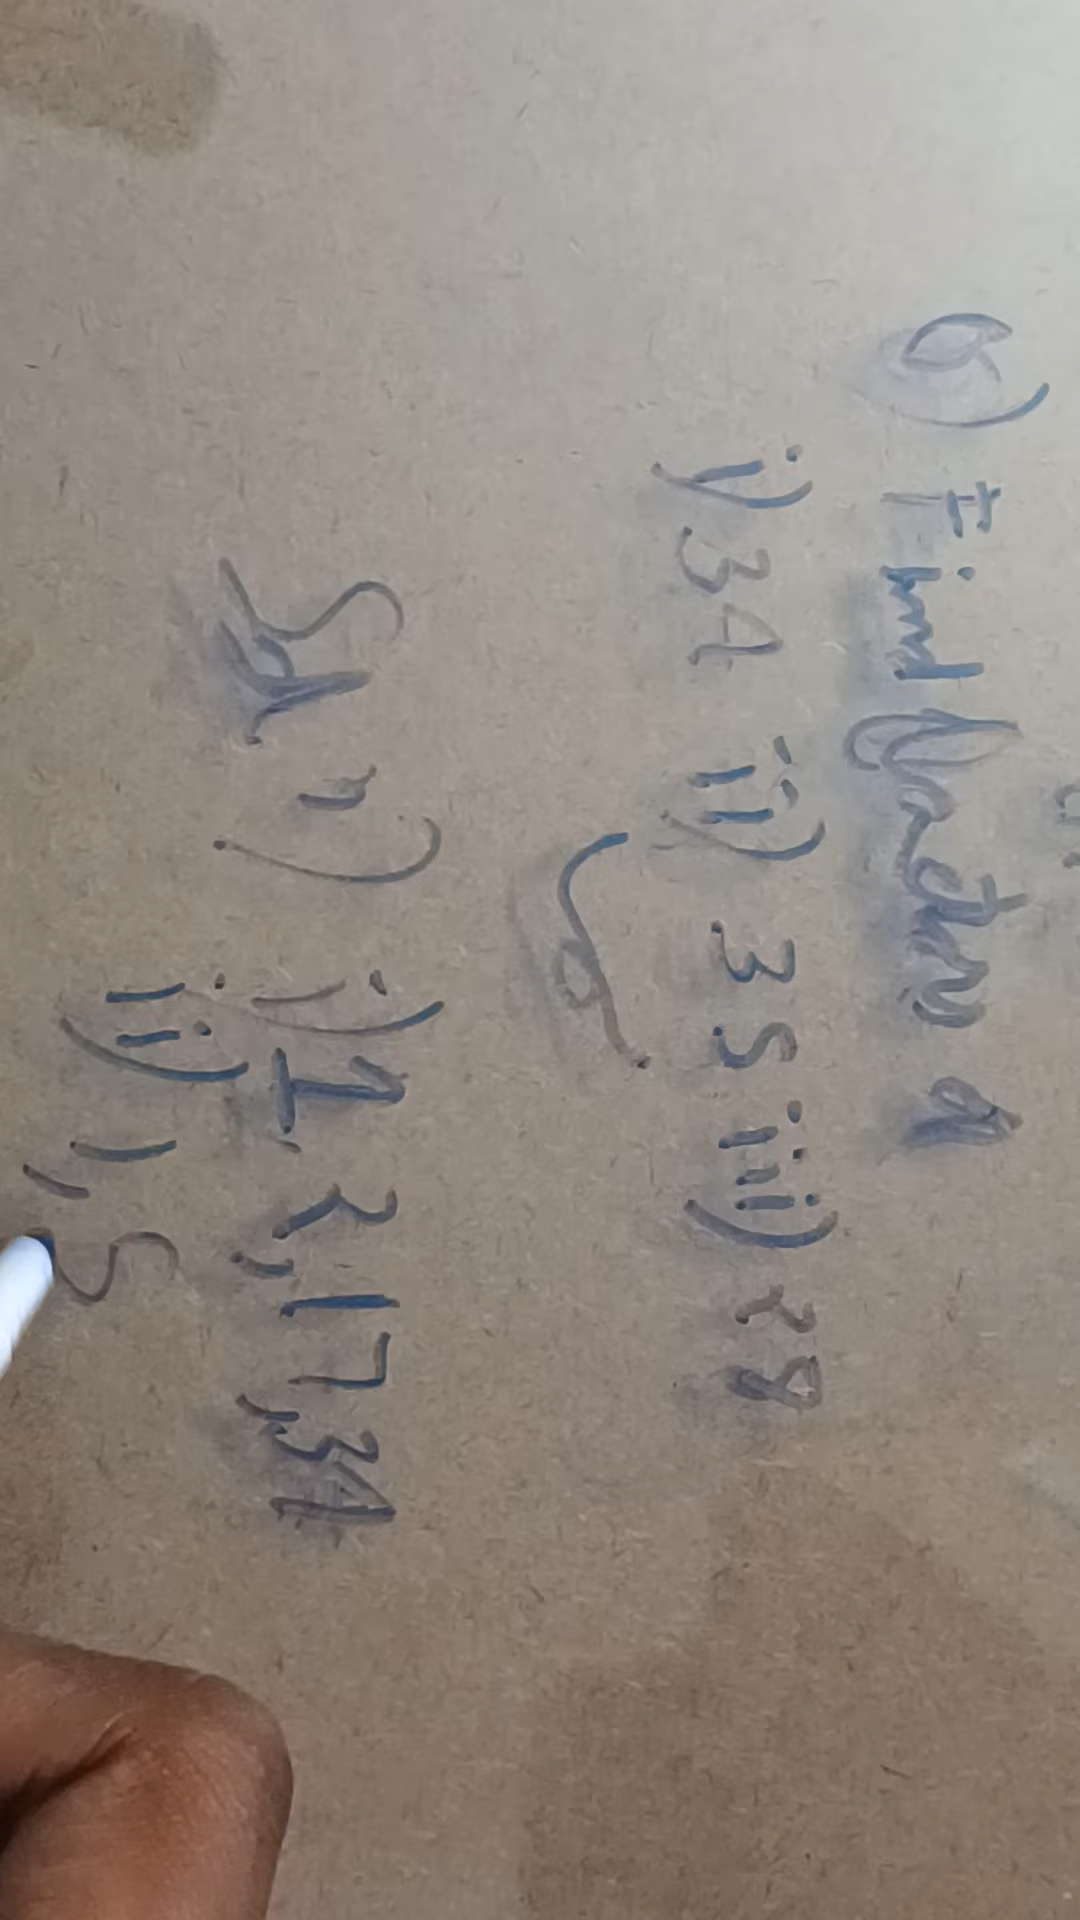 6) Find factors of
i) 34 ii) 35 iii) 28
Sol
i) 1, 2, 17, 34
ii) 1, 5